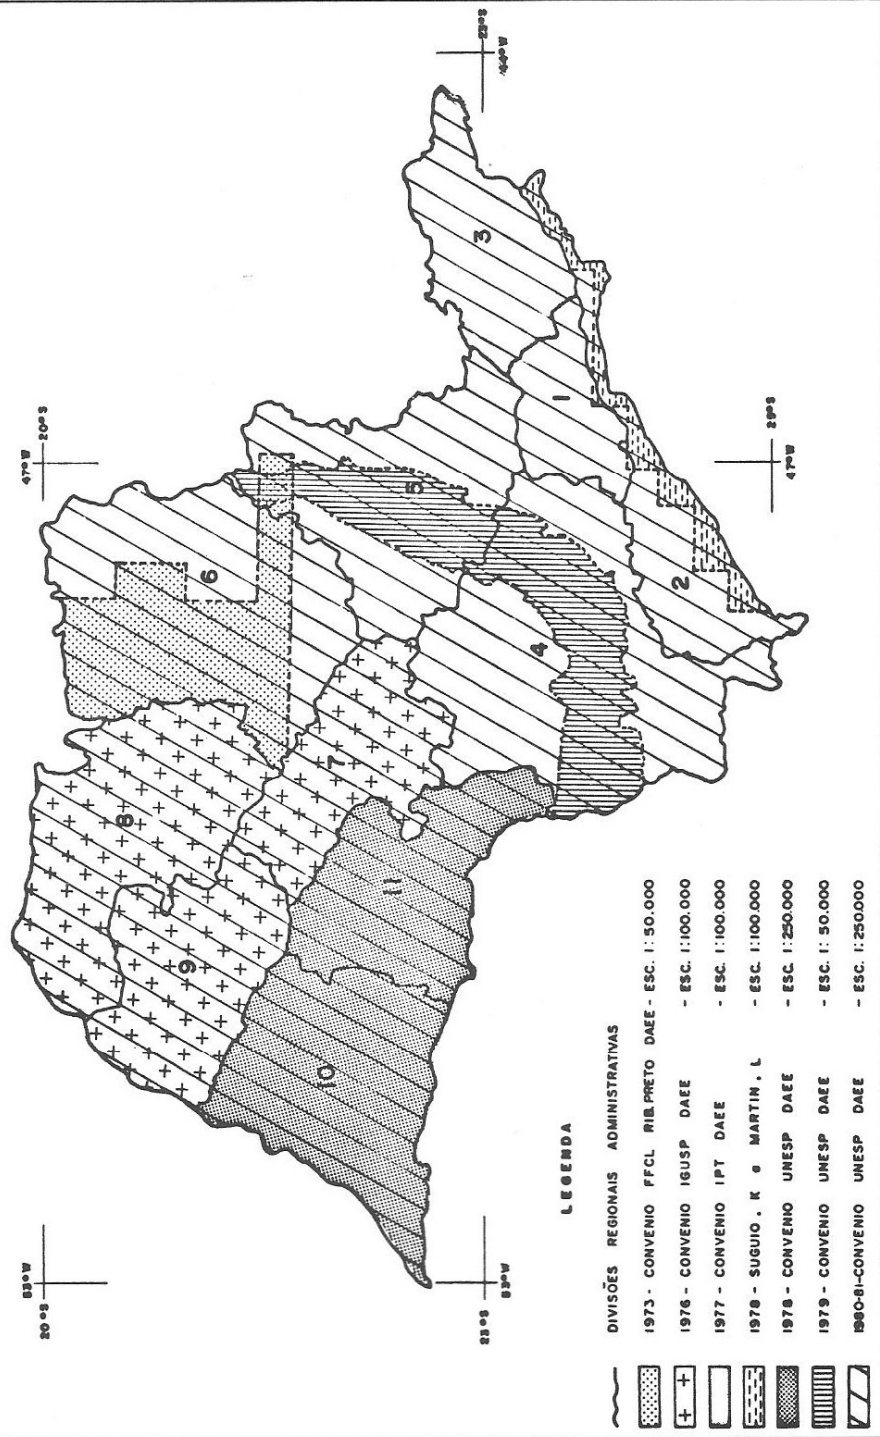 53°W
20°S
47°W
20°S
44°W
23°S
8
6
9
7
5
3
10
11
4
1
2
23°S
53°W
25°S
47°W
LEGENDA
DIVISÕES REGIONAIS ADMINISTRATIVAS
1973 - CONVENIO FFCL RIB. PRETO DAEE - ESC. 1: 50.000
1976 - CONVENIO IGUSP DAEE - ESC. 1:100.000
1977 - CONVENIO IPT DAEE - ESC. 1:100.000
1978 - SUGUIO, K e MARTIN, L - ESC. 1:100.000
1978 - CONVENIO UNESP DAEE - ESC. 1:250.000
1979 - CONVENIO UNESP DAEE - ESC. 1: 50.000
1980-81-CONVENIO UNESP DAEE - ESC. 1:250.000